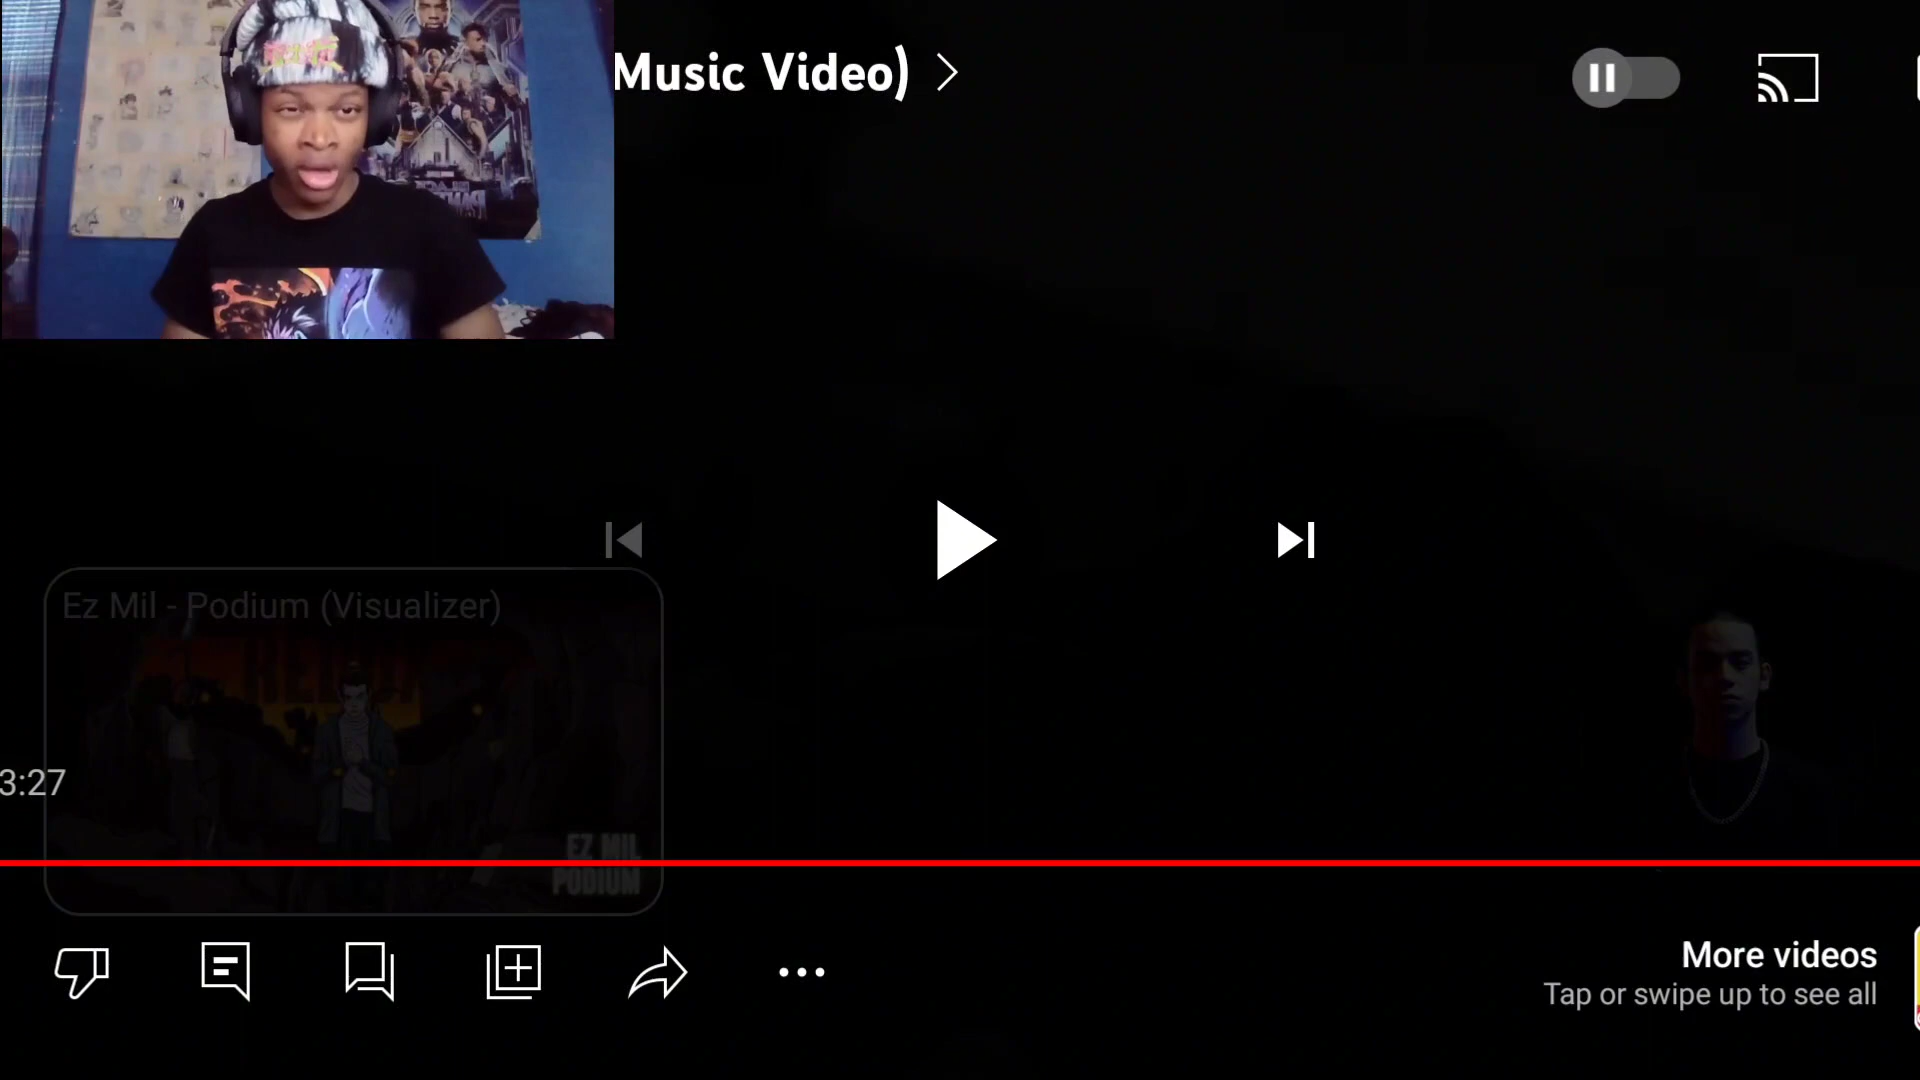 Music Video)
Ez Mil - Podium (Visualizer)
3:27
EZ MIL
PODIUM
More videos
Tap or swipe up to see all